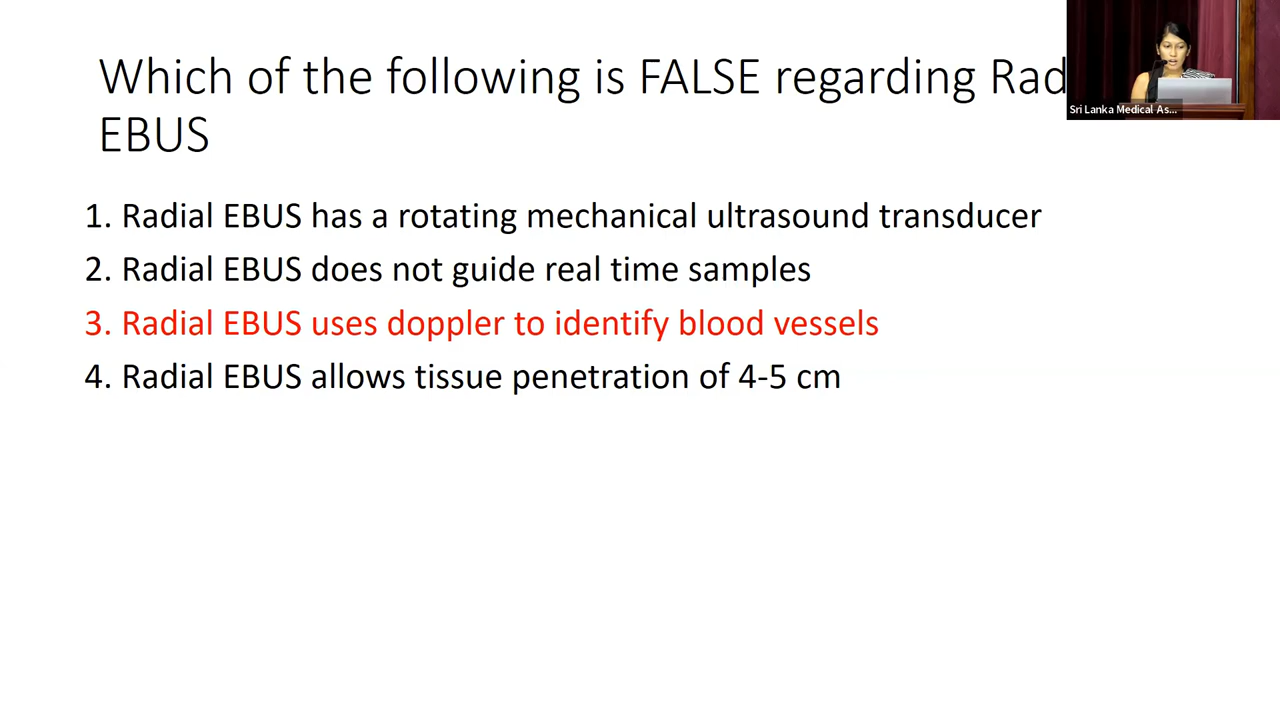 Which of the following is FALSE regarding Rad
EBUS
Sri Lanka Medical As...
1. Radial EBUS has a rotating mechanical ultrasound transducer
2. Radial EBUS does not guide real time samples
3. Radial EBUS uses doppler to identify blood vessels
4. Radial EBUS allows tissue penetration of 4-5 cm